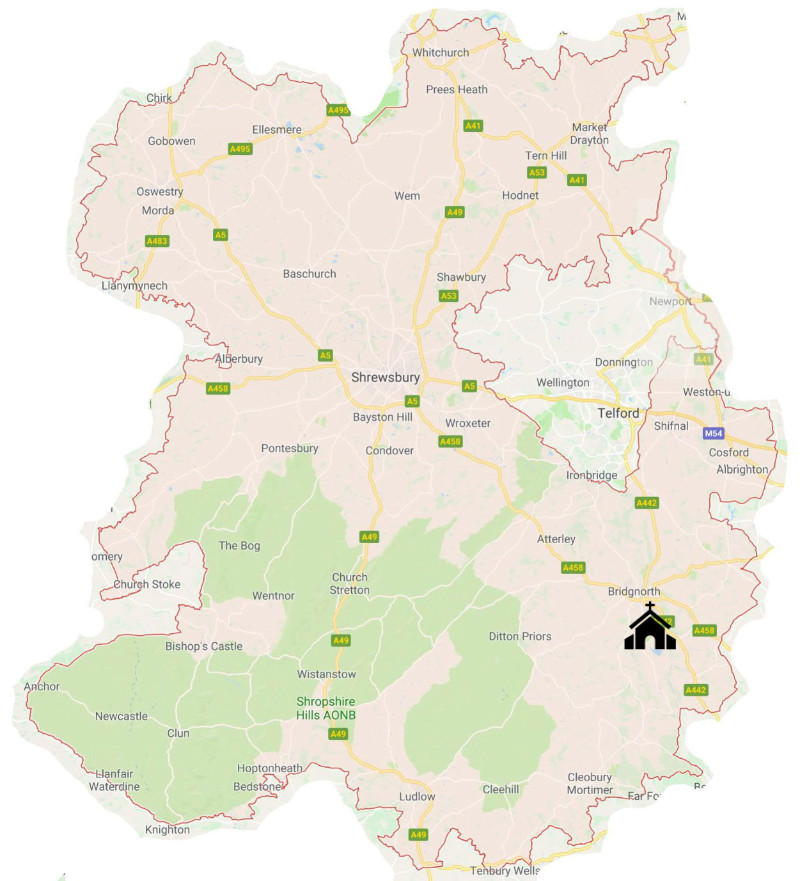 M
Whitchurch
Prees Heath
Chirk
A495
A41
Ellesmere
Market
Drayton
Gobowen
A495
Tern Hill
A53
A41
Oswestry
Wem
Hodnet
Morda
A49
A5
A483
Baschurch
Shawbury
Llanymynech
A53
Newport
A5
Alderbury
A41
Donnington
Shrewsbury
Wellington
A458
A5
Weston-u
A5
Telford
Bayston Hill
Wroxeter
Shifnal
M54
A458
Pontesbury
Condover
Cosford
Albrighton
Ironbridge
A442
A49
Atterley
The Bog
omery
A458
Church
Stretton
Church Stoke
Bridgnorth
Wentnor
42
A458
Ditton Priors
A49
Bishop's Castle
Wistanstow
Anchor
A442
Shropshire
Hills AONB
Newcastle
Clun
A49
Hoptonheath
Llanfair
Waterdine
Bedstone
Cleobury
Mortimer
Cleehill
Ludlow
Far Fo
Knighton
A49
Tenbury Wells